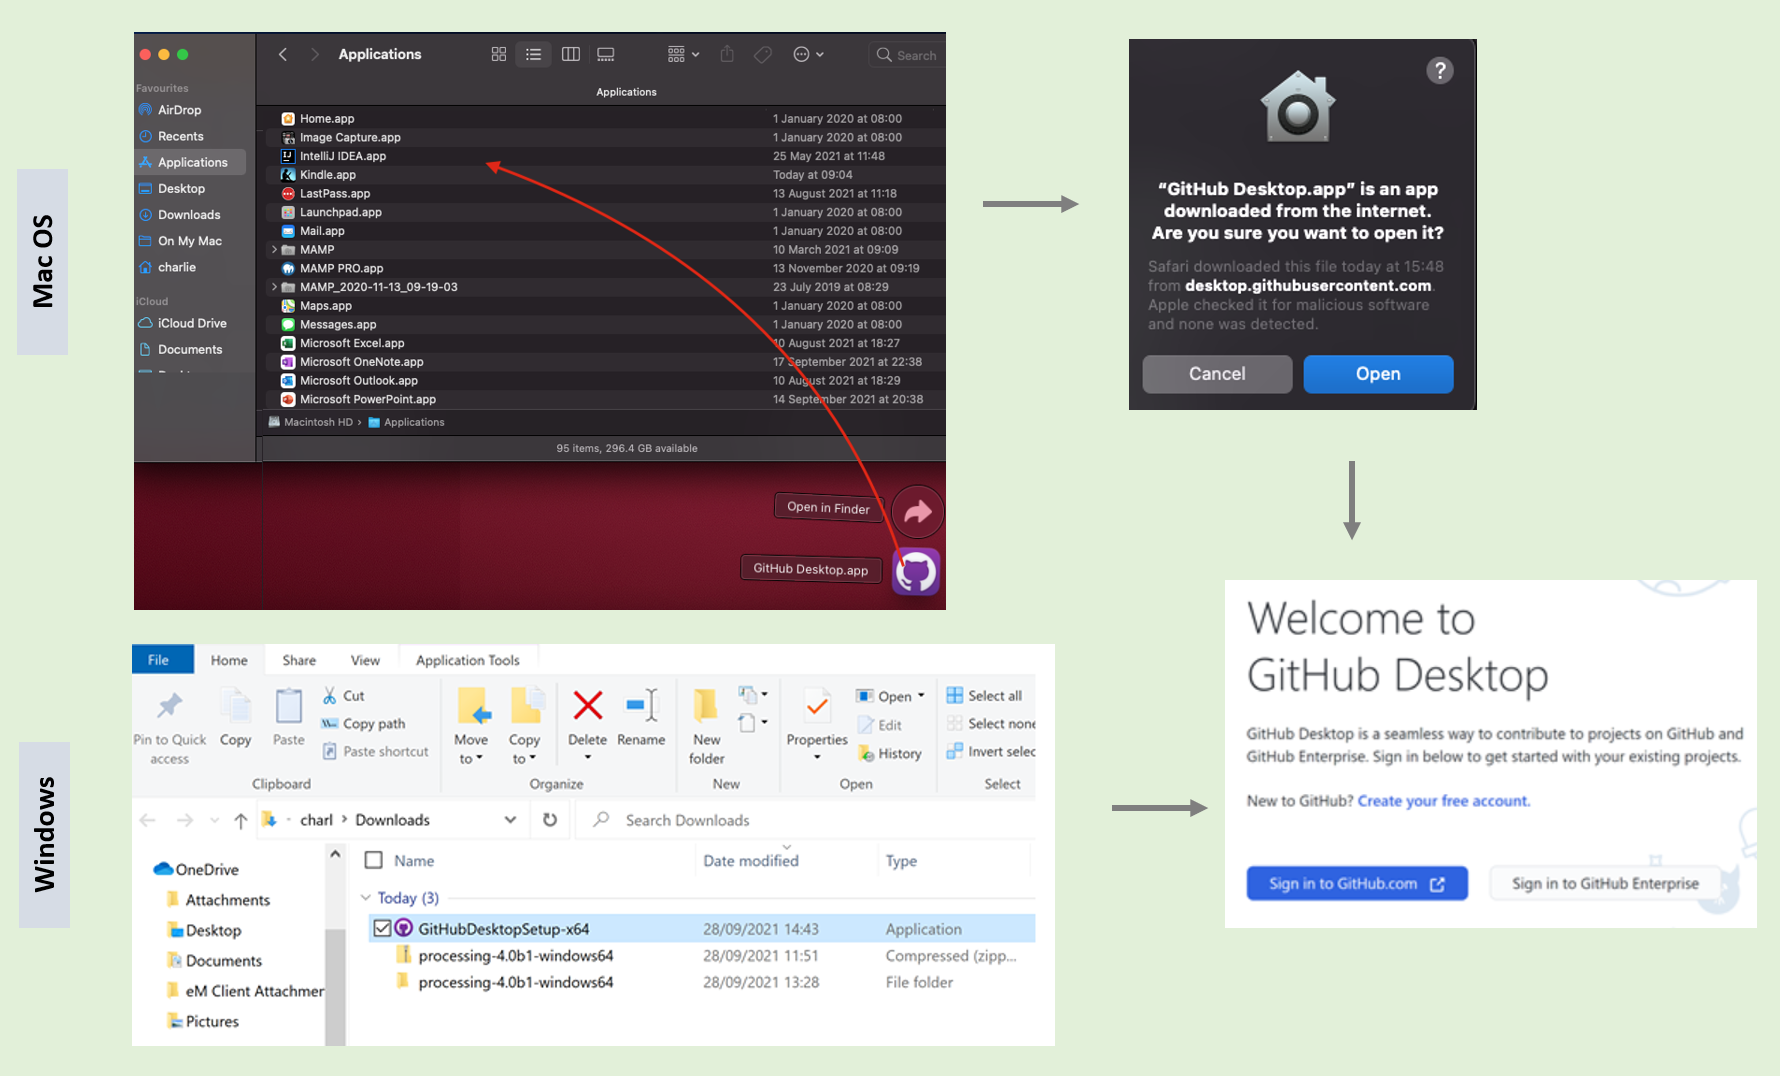 Mac OS
Applications
Search
Applications
Favourites
AirDrop
Recents
Applications
Desktop
Downloads
On My Mac
charlie
iCloud
iCloud Drive
Documents
Home.app 1 January 2020 at 08:00
Image Capture.app 1 January 2020 at 08:00
IntelliJ IDEA.app 25 May 2021 at 11:48
Kindle.app Today at 09:04
LastPass.app 13 August 2021 at 11:18
Launchpad.app 1 January 2020 at 08:00
Mail.app 1 January 2020 at 08:00
MAMP 10 March 2021 at 09:09
MAMP PRO.app 13 November 2020 at 09:19
MAMP_2020-11-13_09-19-03 23 July 2019 at 08:29
Maps.app 1 January 2020 at 08:00
Messages.app 1 January 2020 at 08:00
Microsoft Excel.app 10 August 2021 at 18:27
Microsoft OneNote.app 17 September 2021 at 22:38
Microsoft Outlook.app 10 August 2021 at 18:29
Microsoft PowerPoint.app 14 September 2021 at 20:38
Macintosh HD › Applications
95 items, 296.4 GB available
Open in Finder
GitHub Desktop.app
?
“GitHub Desktop.app” is an app
downloaded from the internet.
Are you sure you want to open it?
Safari downloaded this file today at 15:48
from desktop.githubusercontent.com.
Apple checked it for malicious software
and none was detected.
Cancel Open
Windows
File Home Share View Application Tools
Pin to Quick
access
Copy
Paste
Cut
Copy path
Paste shortcut
Clipboard
Move
to
Copy
to
Delete
Rename
Organize
New
folder
New
Properties
Open
Edit
History
Open
Select all
Select none
Invert selec
Select
charl › Downloads
Search Downloads
OneDrive
Attachments
Desktop
Documents
eM Client Attachmer
Pictures
Name Date modified Type
Today (3)
GitHubDesktopSetup-x64 28/09/2021 14:43 Application
processing-4.0b1-windows64 28/09/2021 11:51 Compressed (zipp...
processing-4.0b1-windows64 28/09/2021 13:28 File folder
Welcome to
GitHub Desktop
GitHub Desktop is a seamless way to contribute to projects on GitHub and
GitHub Enterprise. Sign in below to get started with your existing projects.
New to GitHub? Create your free account.
Sign in to GitHub.com
Sign in to GitHub Enterprise